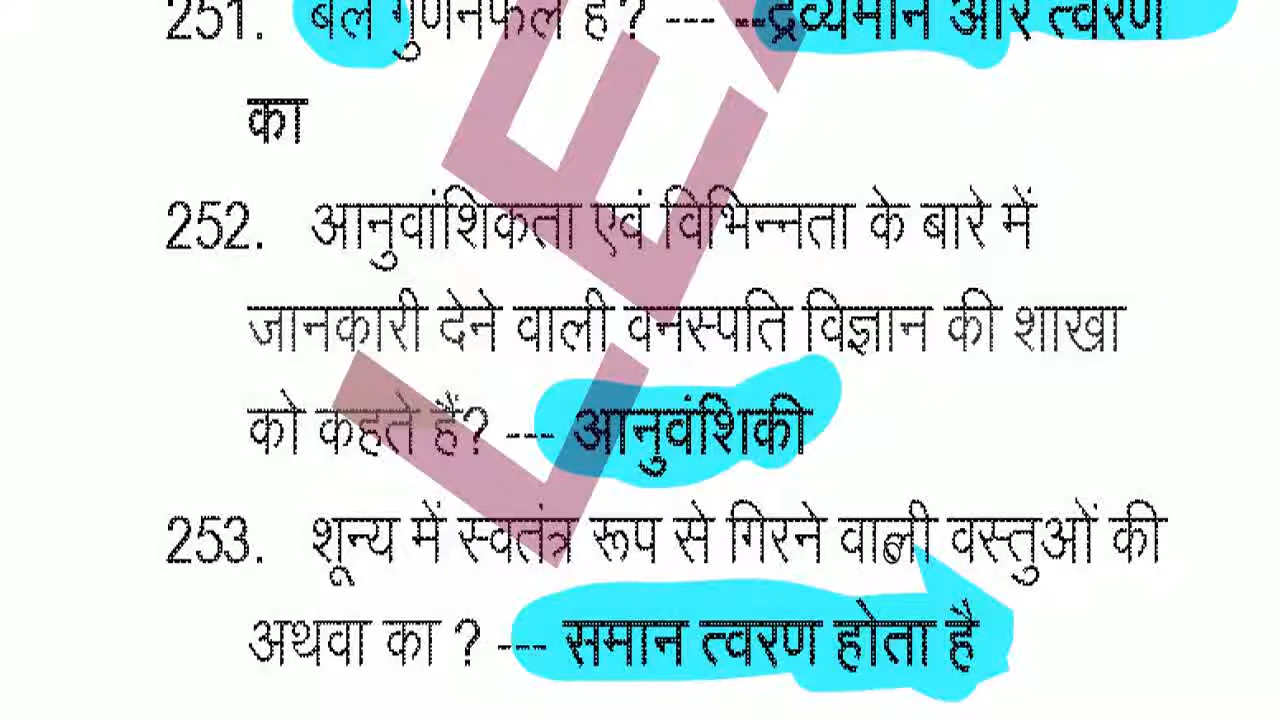 251. बल गुणनफल है? --- --द्रव्यमान और त्वरण
का
252. आनुवांशिकता एवं विभिन्नता के बारे में
जानकारी देने वाली वनस्पति विज्ञान की शाखा
को कहते हैं? --- आनुवंशिकी
253. शून्य में स्वतंत्र रूप से गिरने वाली वस्तुओं की
अथवा का ? --- समान त्वरण होता है